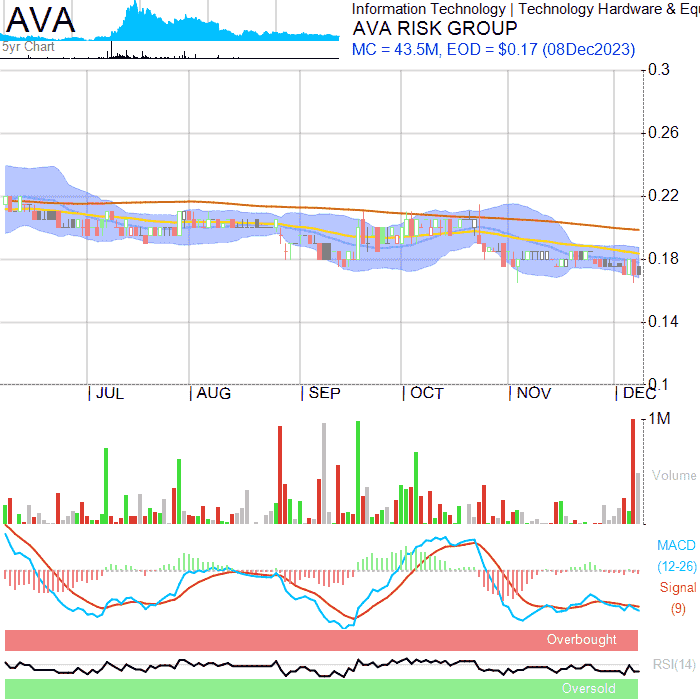 AVA
5yr Chart
Information Technology | Technology Hardware & Equ
AVA RISK GROUP
MC = 43.5M, EOD = $0.17 (08Dec2023)
0.3
0.26
0.22
0.18
0.14
0.1
JUL AUG SEP OCT NOV DEC
1M
Volume
MACD
(12-26)
Signal
(9)
Overbought
RSI(14)
Oversold